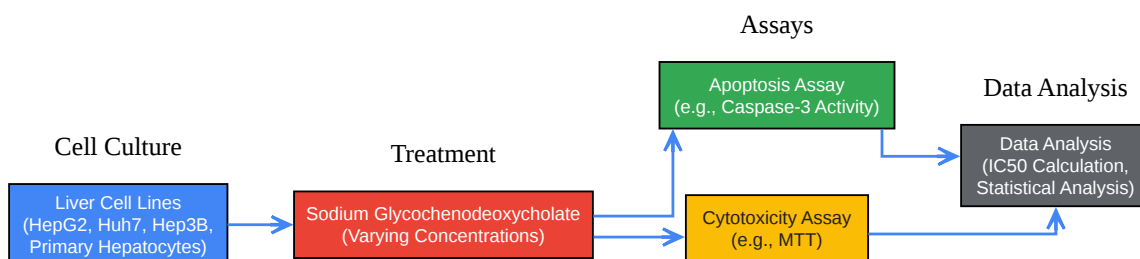 Cell Culture
Liver Cell Lines
(HepG2, Huh7, Hep3B,
Primary Hepatocytes)
Treatment
Sodium Glycochenodeoxycholate
(Varying Concentrations)
Assays
Apoptosis Assay
(e.g., Caspase-3 Activity)
Cytotoxicity Assay
(e.g., MTT)
Data Analysis
Data Analysis
(IC50 Calculation,
Statistical Analysis)